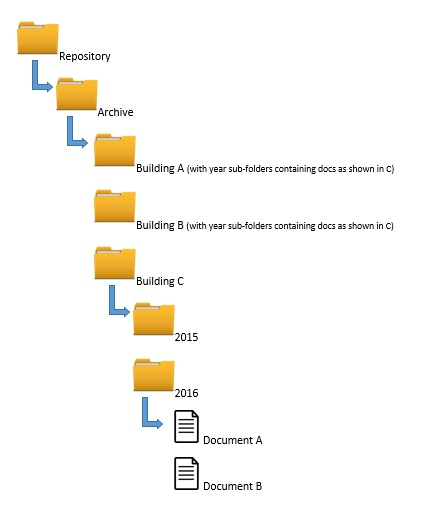 Repository
Archive
Building A (with year sub-folders containing docs as shown in C)
Building B (with year sub-folders containing docs as shown in C)
Building C
2015
2016
Document A
Document B